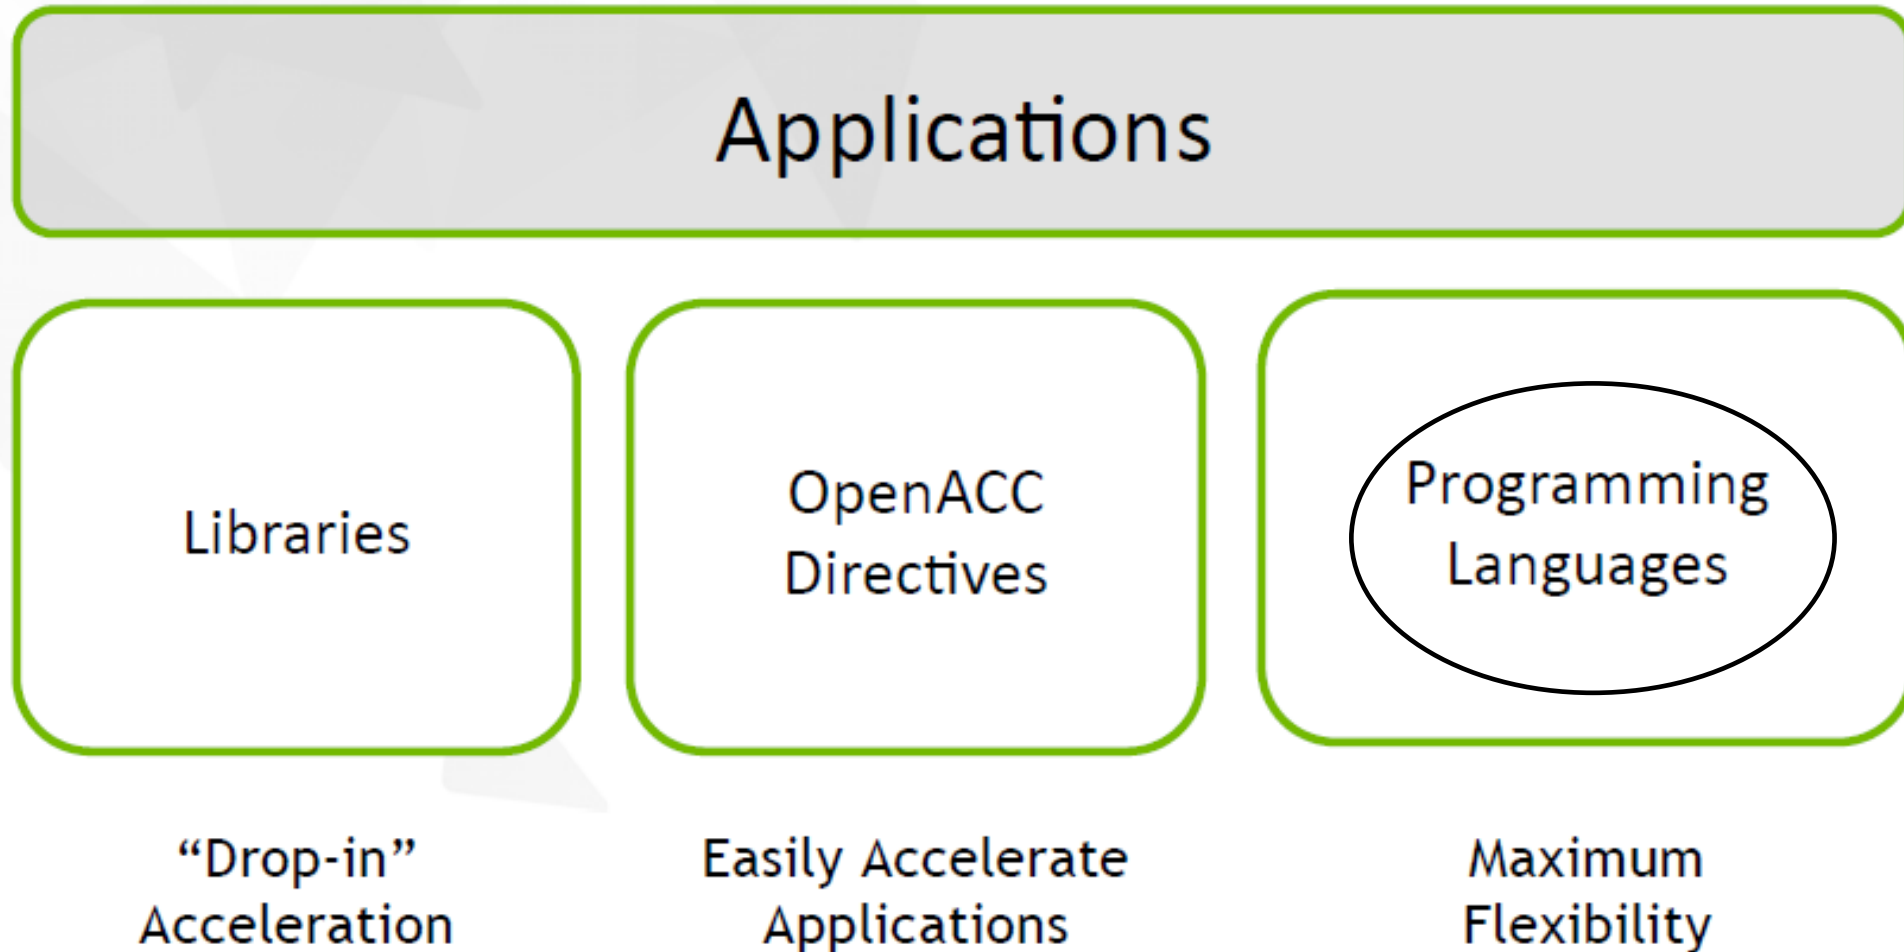 Applications
Libraries
OpenACC
Directives
Programming
Languages
“Drop-in”
Acceleration
Easily Accelerate
Applications
Maximum
Flexibility